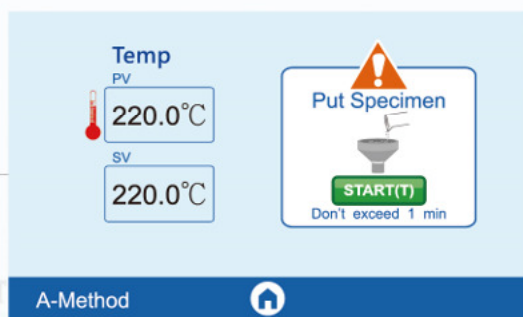 Temp
PV
220.0℃
SV
220.0℃
Put Specimen
START(T)
Don't exceed 1 min
A-Method